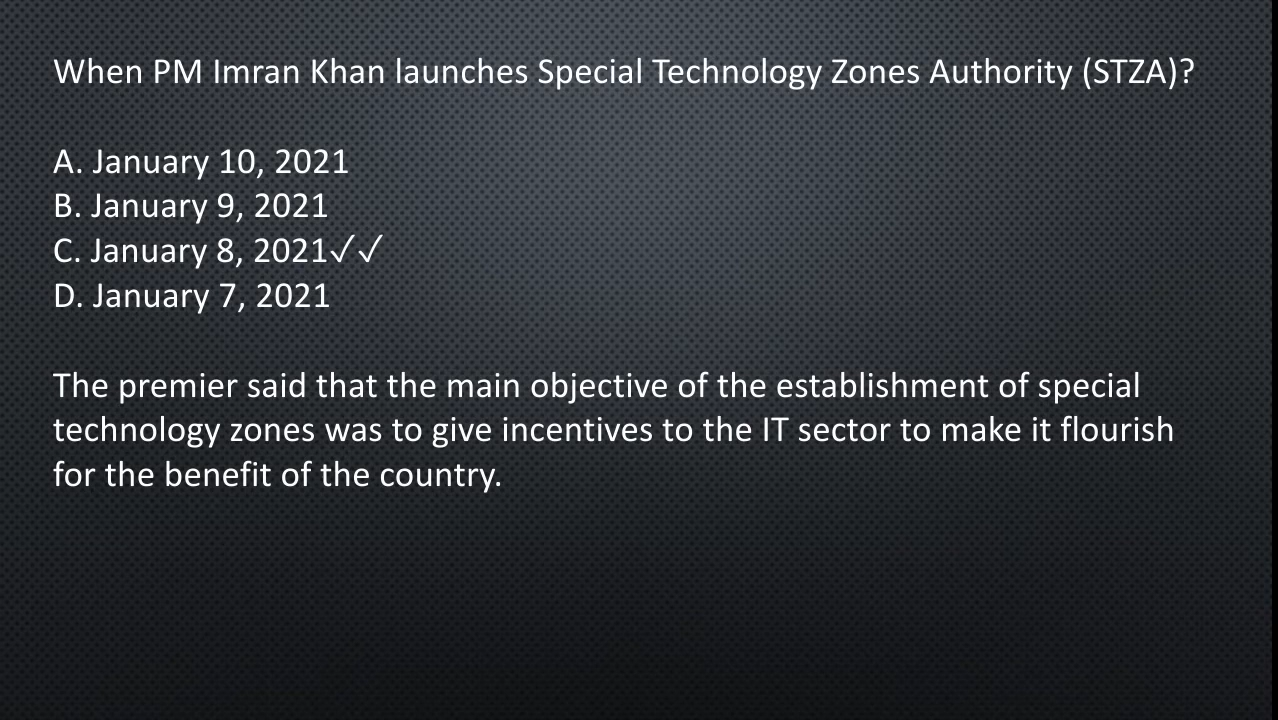 When PM Imran Khan launches Special Technology Zones Authority (STZA)?
A. January 10, 2021
B. January 9, 2021
C. January 8, 2021✓✓
D. January 7, 2021
The premier said that the main objective of the establishment of special
technology zones was to give incentives to the IT sector to make it flourish
for the benefit of the country.